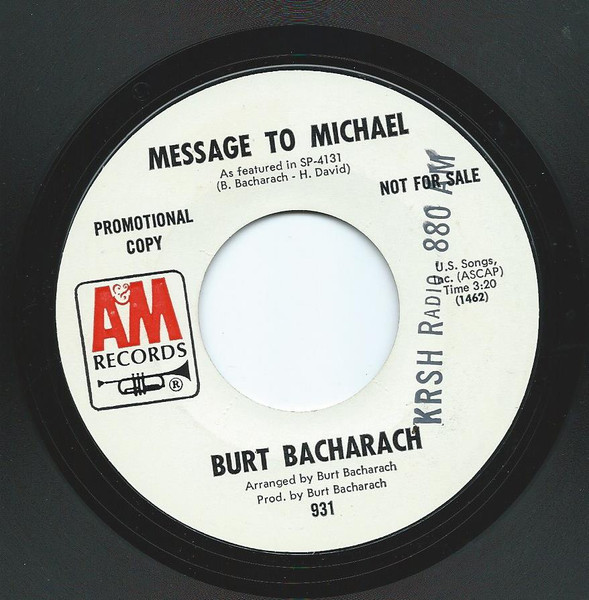 MESSAGE TO MICHAEL
As featured in SP-4131
(B. Bacharach - H. David)
NOT FOR SALE
PROMOTIONAL
COPY
U.S. Songs,
Inc. (ASCAP)
Time 3:20
(1462)
A&M
RECORDS
®
KRSH RADIO 880 AM
BURT BACHARACH
Arranged by Burt Bacharach
Prod. by Burt Bacharach
931